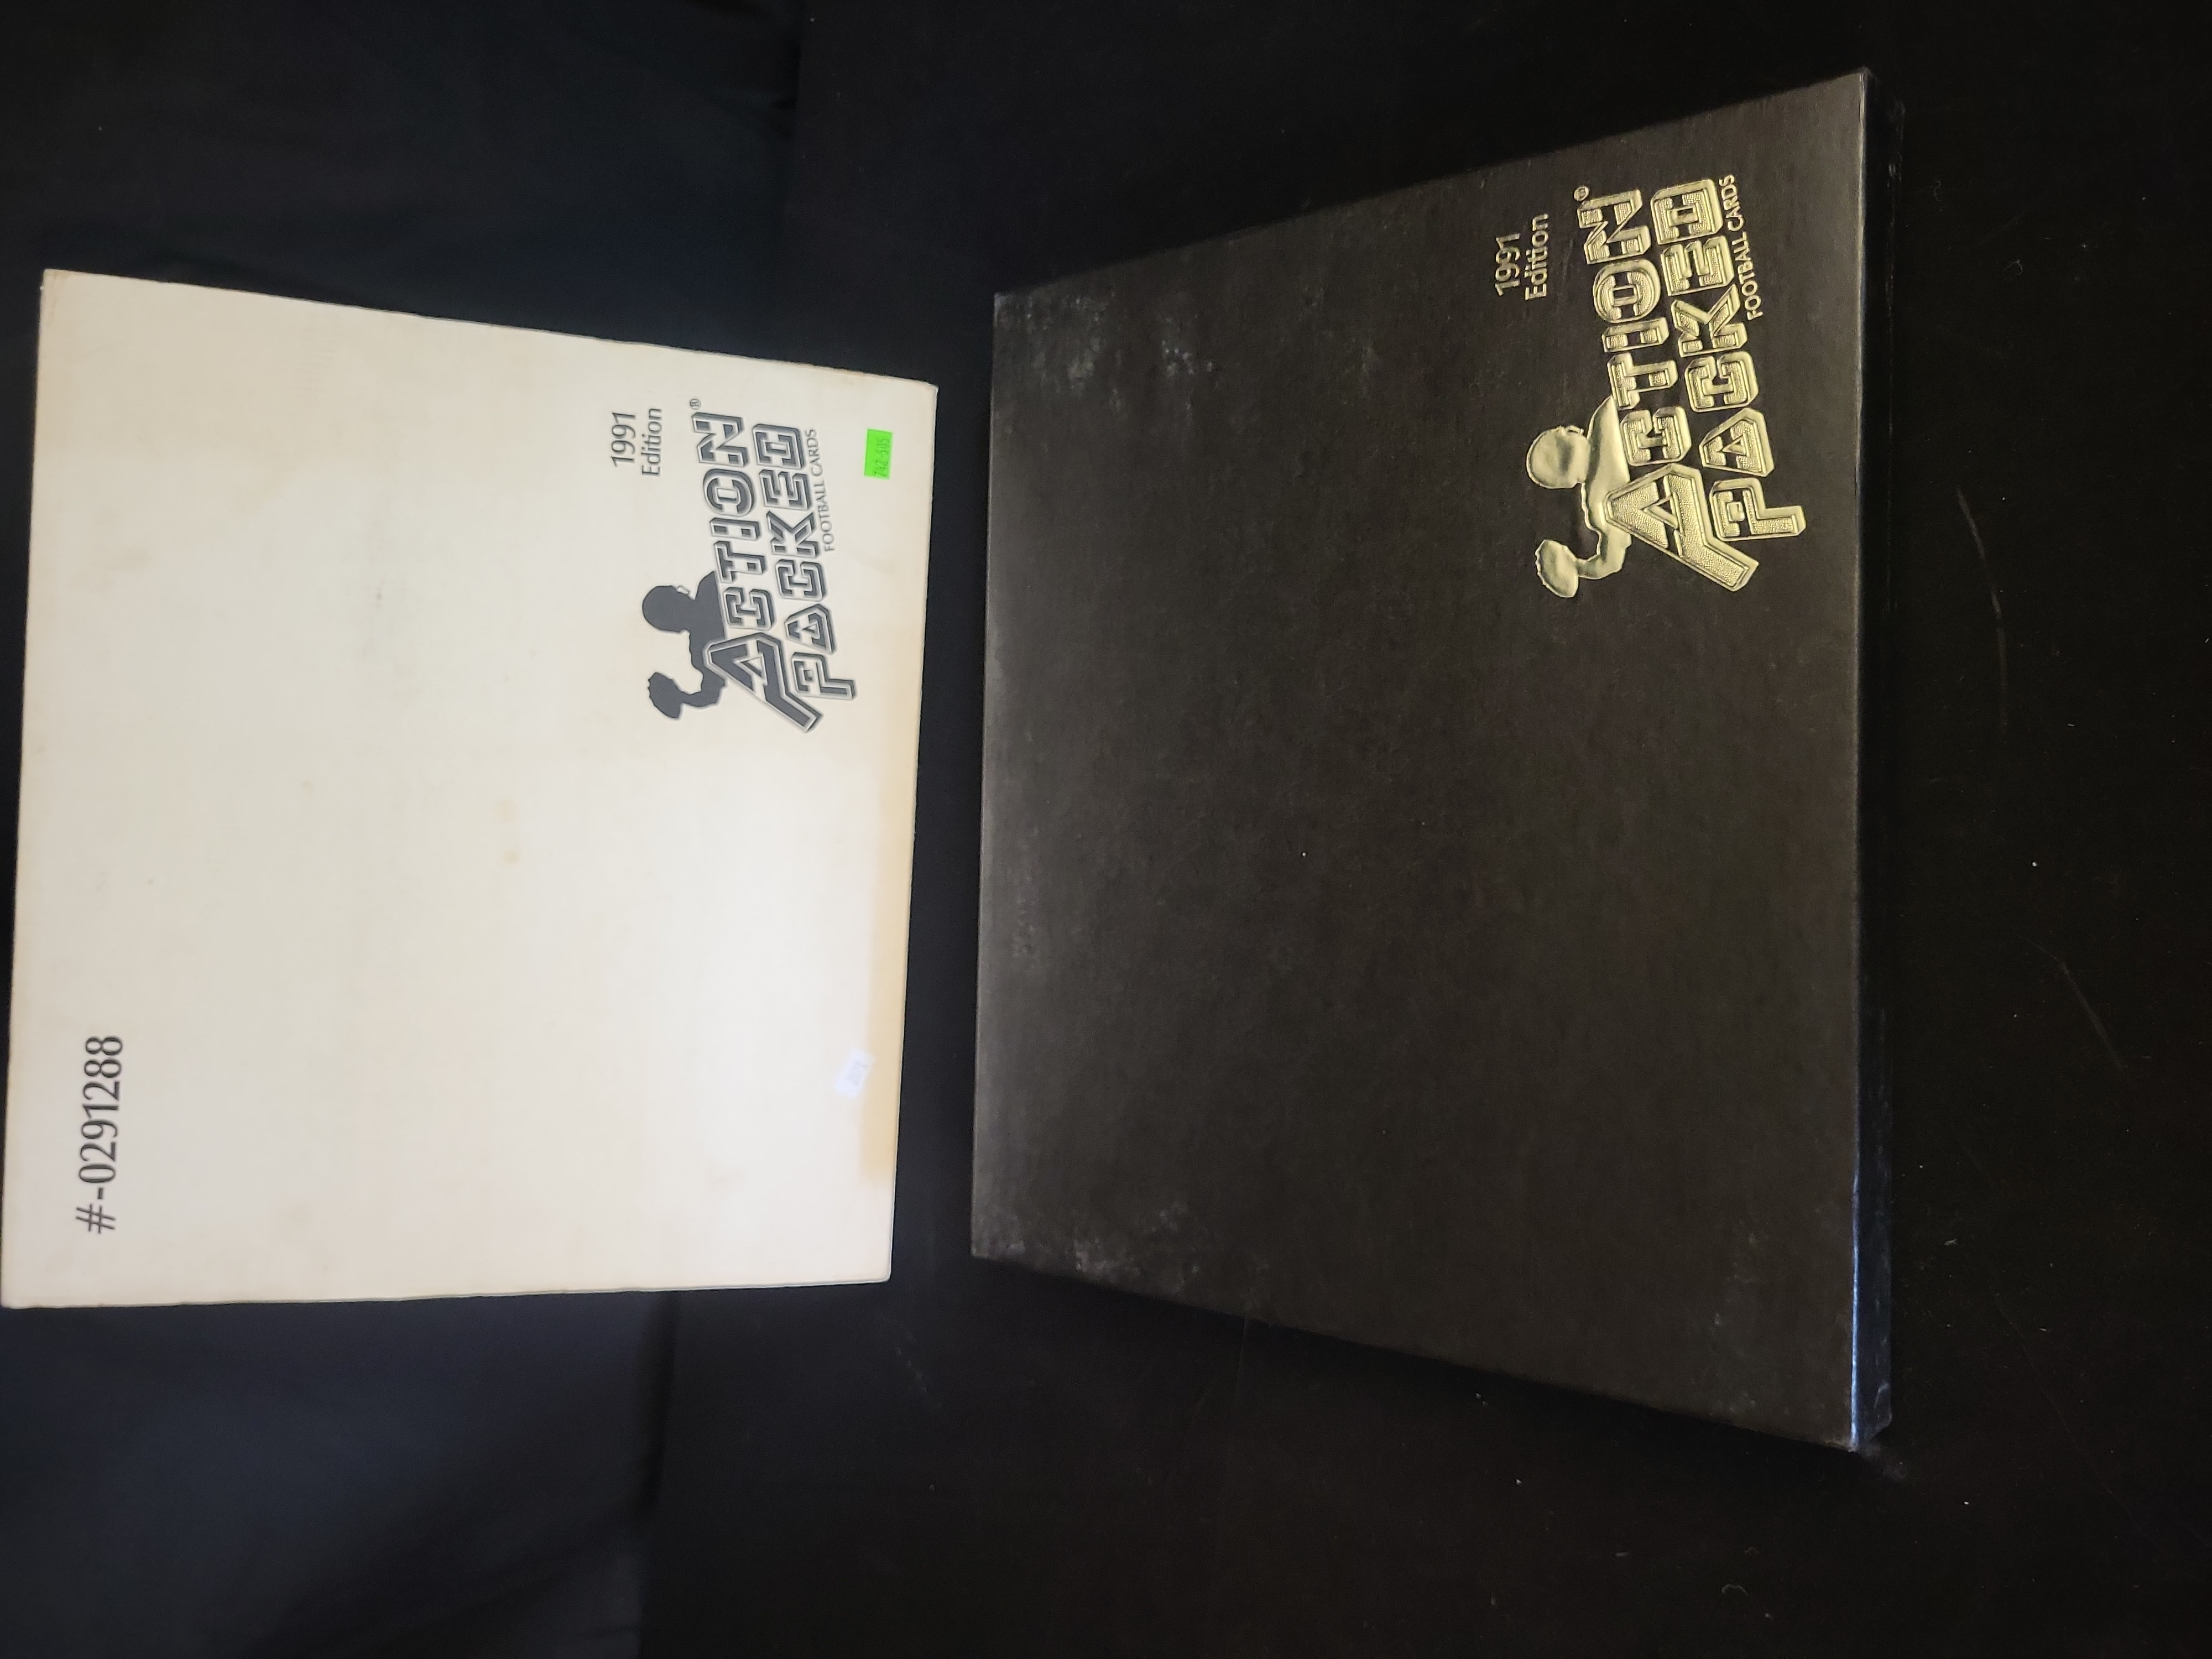 #-0291288
1991
Edition
ACTION®
PACKED
FOOTBALL CARDS
1991
Edition
ACTION®
PACKED
FOOTBALL CARDS